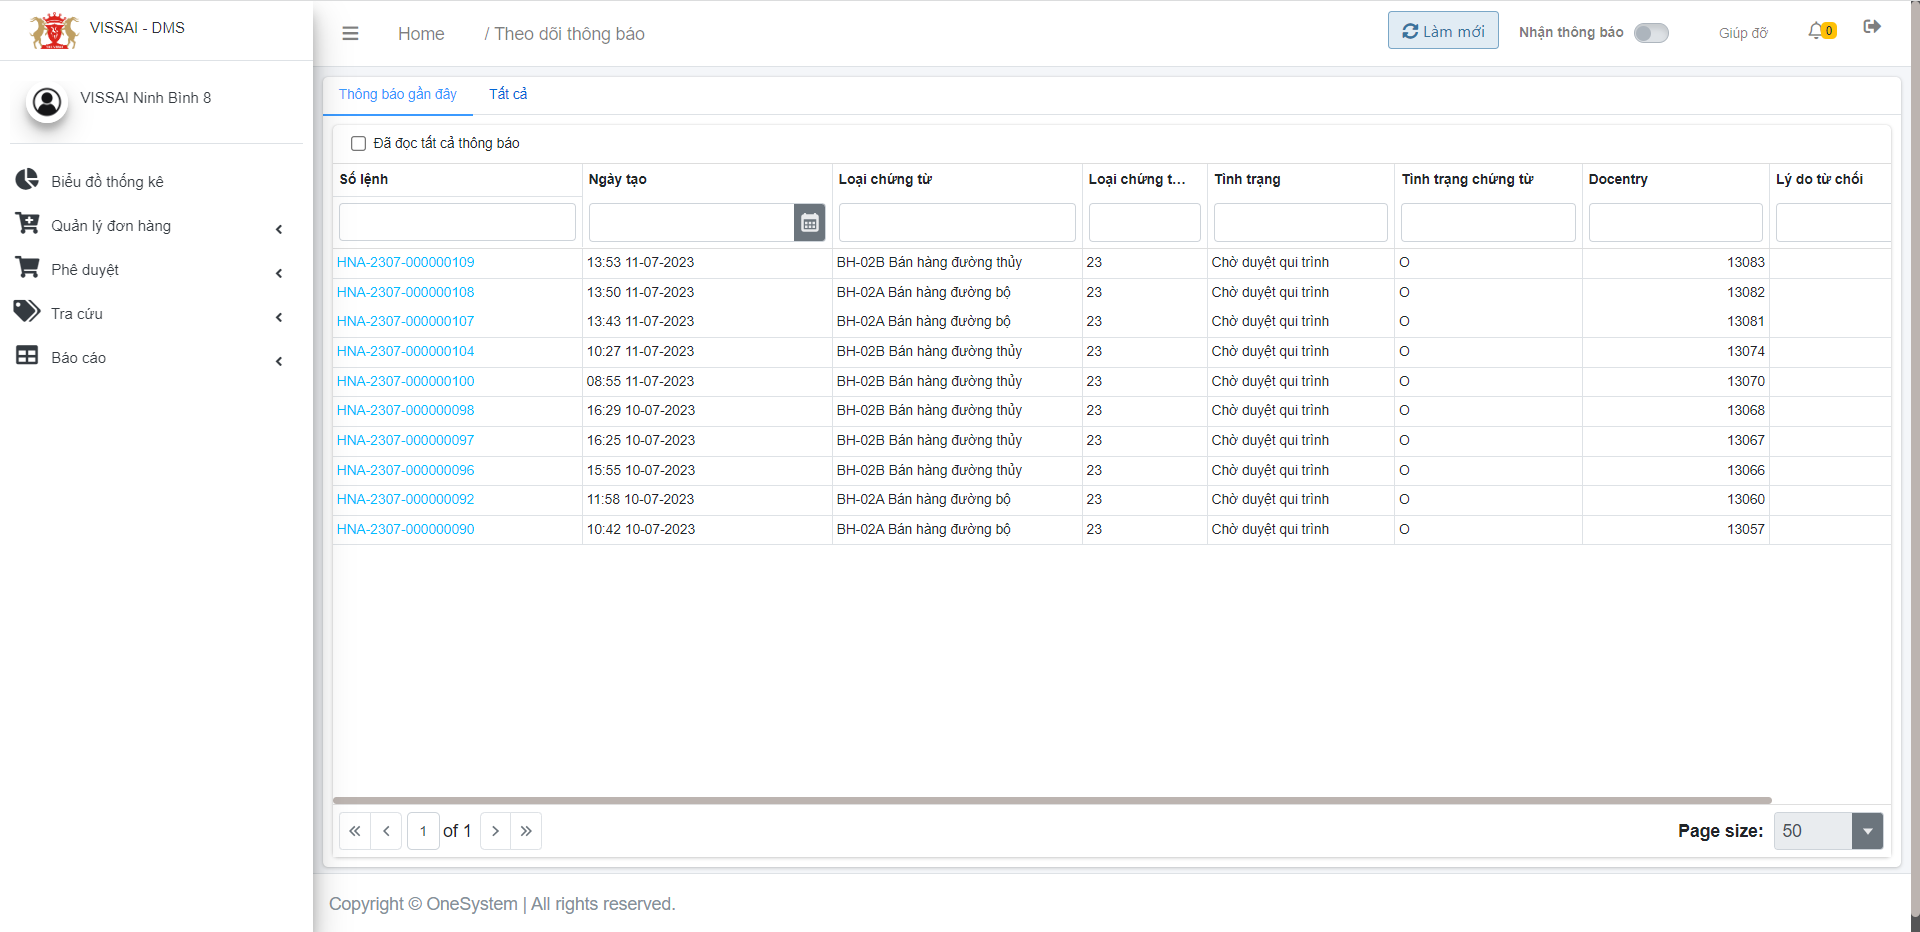 VISSAI - DMS
VISSAI Ninh Bình 8
Biểu đồ thống kê
Quản lý đơn hàng
Phê duyệt
Tra cứu
Báo cáo
Home / Theo dõi thông báo
Làm mới
Nhận thông báo
Giúp đỡ
0
Thông báo gần đây
Tất cả
Đã đọc tất cả thông báo
Số lệnh Ngày tạo Loại chứng từ Loại chứng t... Tình trạng Tình trạng chứng từ Docentry Lý do từ chối
HNA-2307-000000109 13:53 11-07-2023 BH-02B Bán hàng đường thủy 23 Chờ duyệt qui trình O 13083
HNA-2307-000000108 13:50 11-07-2023 BH-02A Bán hàng đường bộ 23 Chờ duyệt qui trình O 13082
HNA-2307-000000107 13:43 11-07-2023 BH-02A Bán hàng đường bộ 23 Chờ duyệt qui trình O 13081
HNA-2307-000000104 10:27 11-07-2023 BH-02B Bán hàng đường thủy 23 Chờ duyệt qui trình O 13074
HNA-2307-000000100 08:55 11-07-2023 BH-02B Bán hàng đường thủy 23 Chờ duyệt qui trình O 13070
HNA-2307-000000098 16:29 10-07-2023 BH-02B Bán hàng đường thủy 23 Chờ duyệt qui trình O 13068
HNA-2307-000000097 16:25 10-07-2023 BH-02B Bán hàng đường thủy 23 Chờ duyệt qui trình O 13067
HNA-2307-000000096 15:55 10-07-2023 BH-02B Bán hàng đường thủy 23 Chờ duyệt qui trình O 13066
HNA-2307-000000092 11:58 10-07-2023 BH-02A Bán hàng đường bộ 23 Chờ duyệt qui trình O 13060
HNA-2307-000000090 10:42 10-07-2023 BH-02A Bán hàng đường bộ 23 Chờ duyệt qui trình O 13057
1 of 1
Page size: 50
Copyright © OneSystem | All rights reserved.